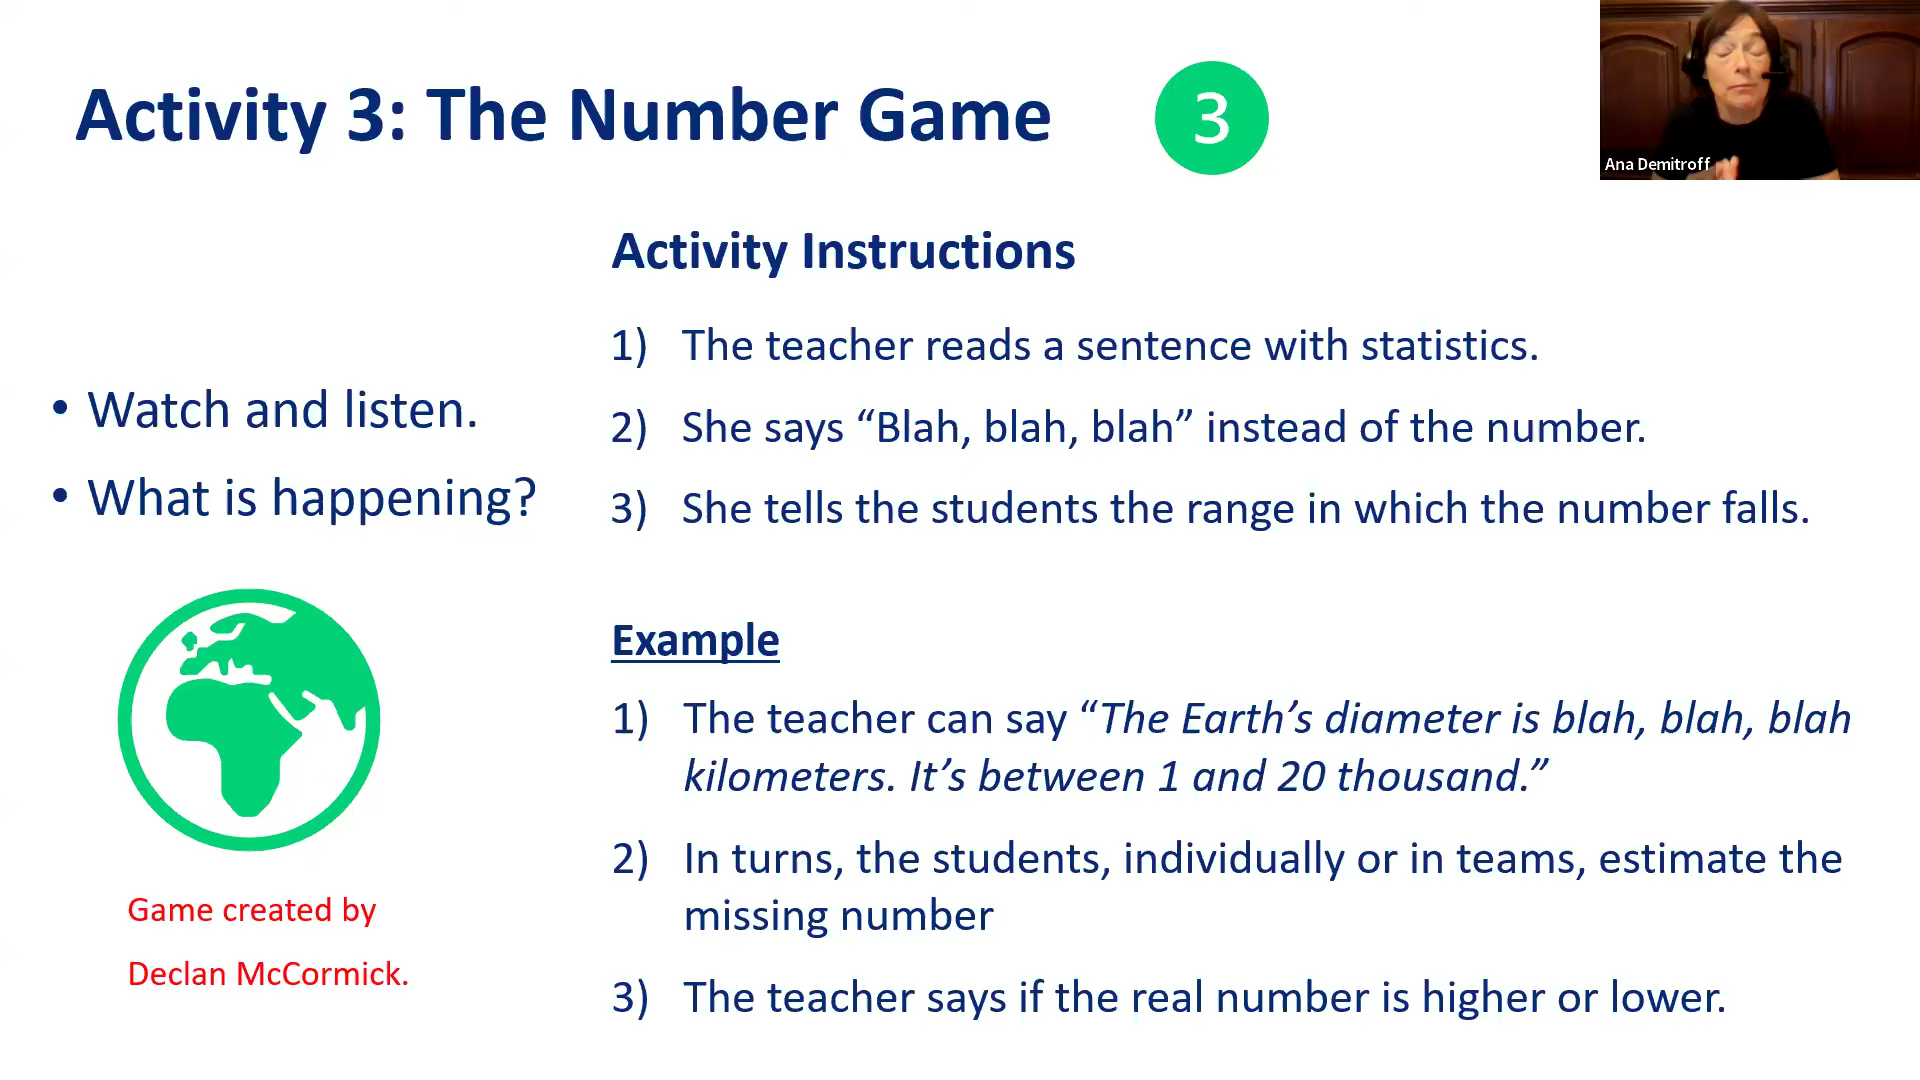 Activity 3: The Number Game
3
Ana Demitroff
Activity Instructions
1) The teacher reads a sentence with statistics.
2) She says “Blah, blah, blah” instead of the number.
3) She tells the students the range in which the number falls.
• Watch and listen.
• What is happening?
Example
1) The teacher can say “The Earth’s diameter is blah, blah, blah
kilometers. It’s between 1 and 20 thousand.”
2) In turns, the students, individually or in teams, estimate the
missing number
3) The teacher says if the real number is higher or lower.
Game created by
Declan McCormick.